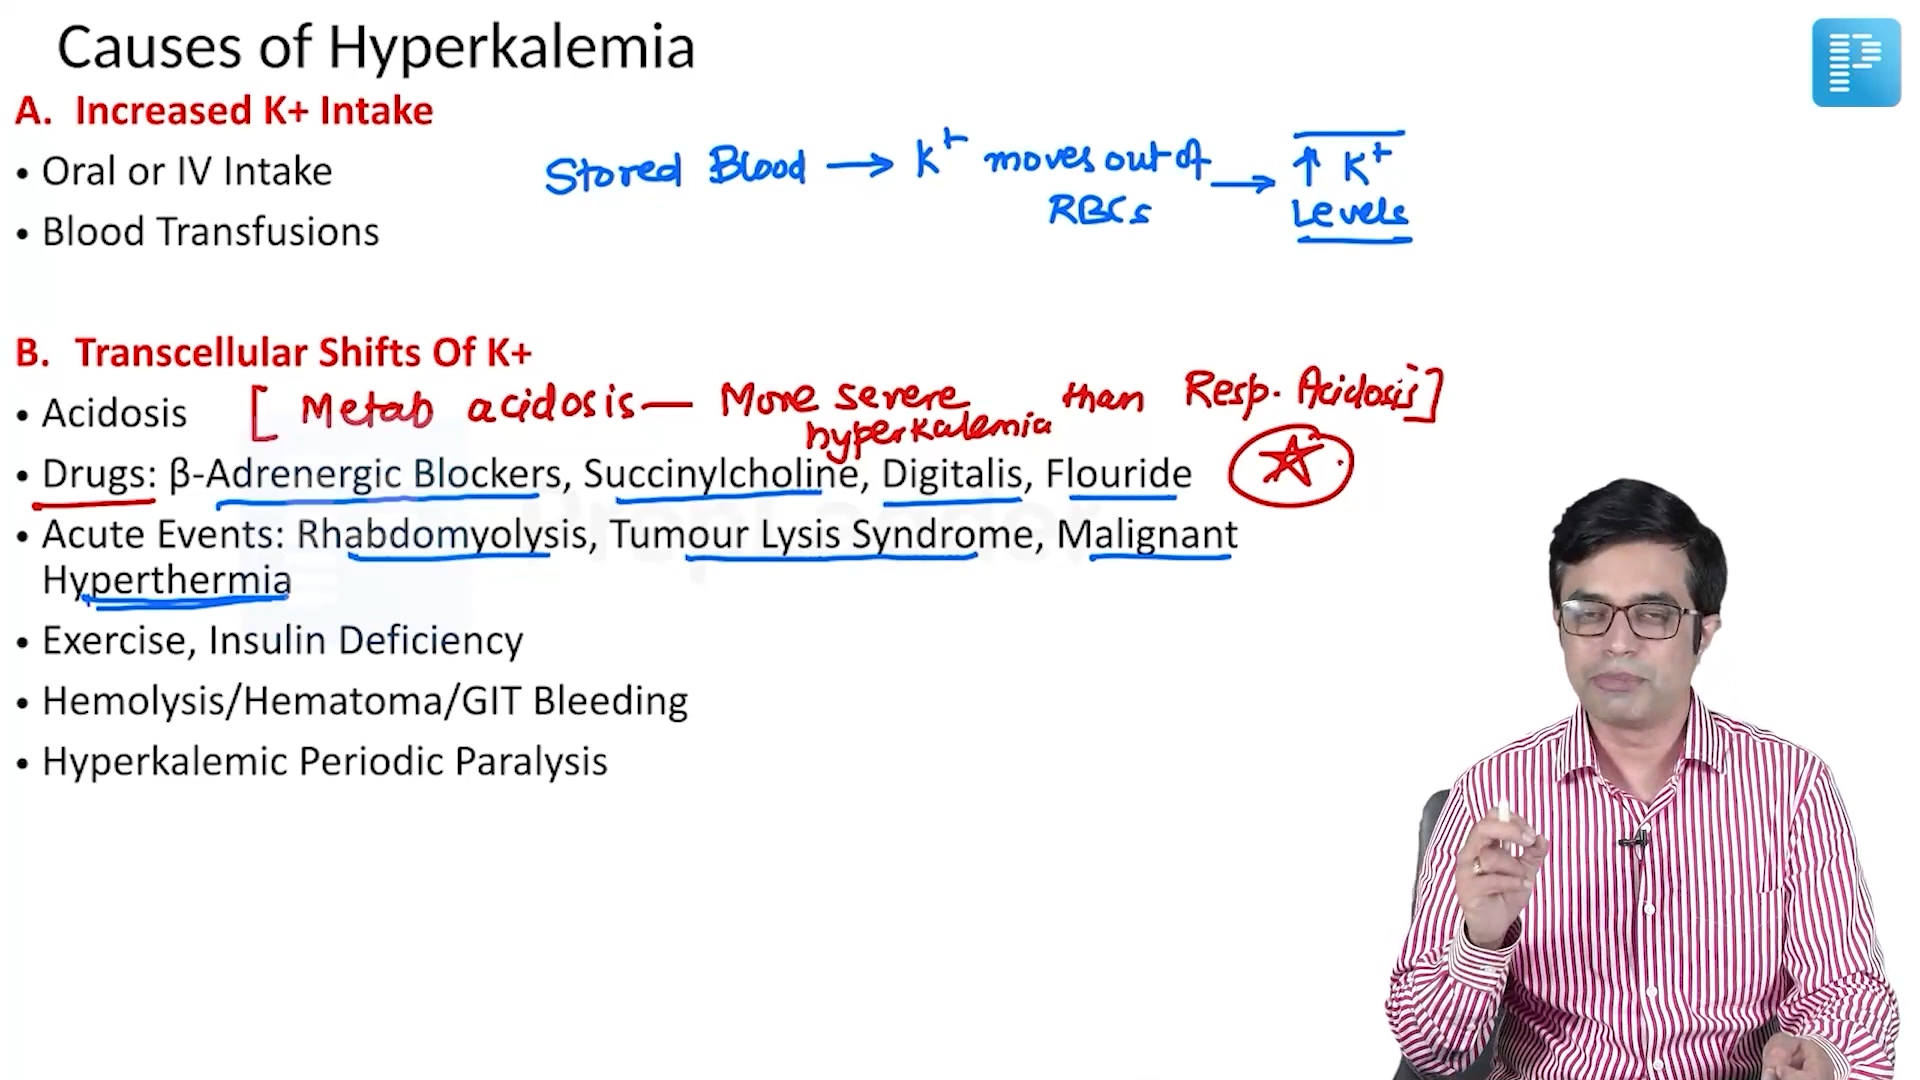 Causes of Hyperkalemia
A. Increased K+ Intake
• Oral or IV Intake
• Blood Transfusions
Stored Blood → K+ moves out of RBCs → ↑ K+ Levels
B. Transcellular Shifts Of K+
• Acidosis [Metab acidosis— More severe hyperkalemia than Resp. Acidosis]
• Drugs: β-Adrenergic Blockers, Succinylcholine, Digitalis, Flouride
• Acute Events: Rhabdomyolysis, Tumour Lysis Syndrome, Malignant
Hyperthermia
• Exercise, Insulin Deficiency
• Hemolysis/Hematoma/GIT Bleeding
• Hyperkalemic Periodic Paralysis